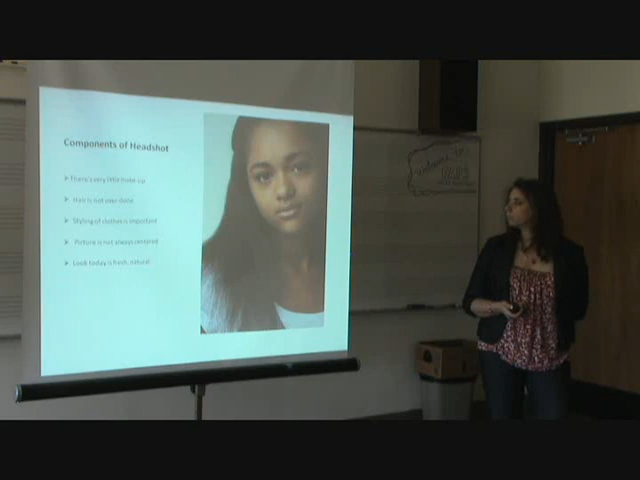 Components of Headshot
➤ There's very little make-up
➤ Hair is not over done
➤ Styling of clothes is important
➤ Picture is not always centered
➤ Look today is fresh, natural